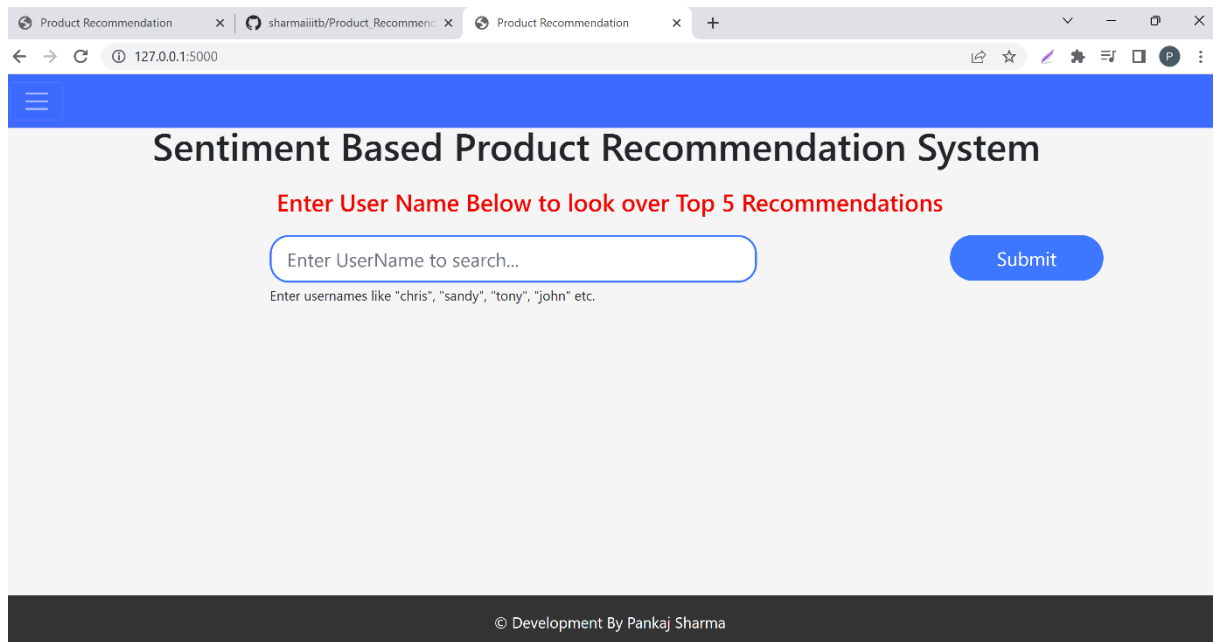 Product Recommendation
sharmaiiitb/Product_Recommend
Product Recommendation
127.0.0.1:5000
P
Sentiment Based Product Recommendation System
Enter User Name Below to look over Top 5 Recommendations
Enter UserName to search...
Submit
Enter usernames like "chris", "sandy", "tony", "john" etc.
© Development By Pankaj Sharma